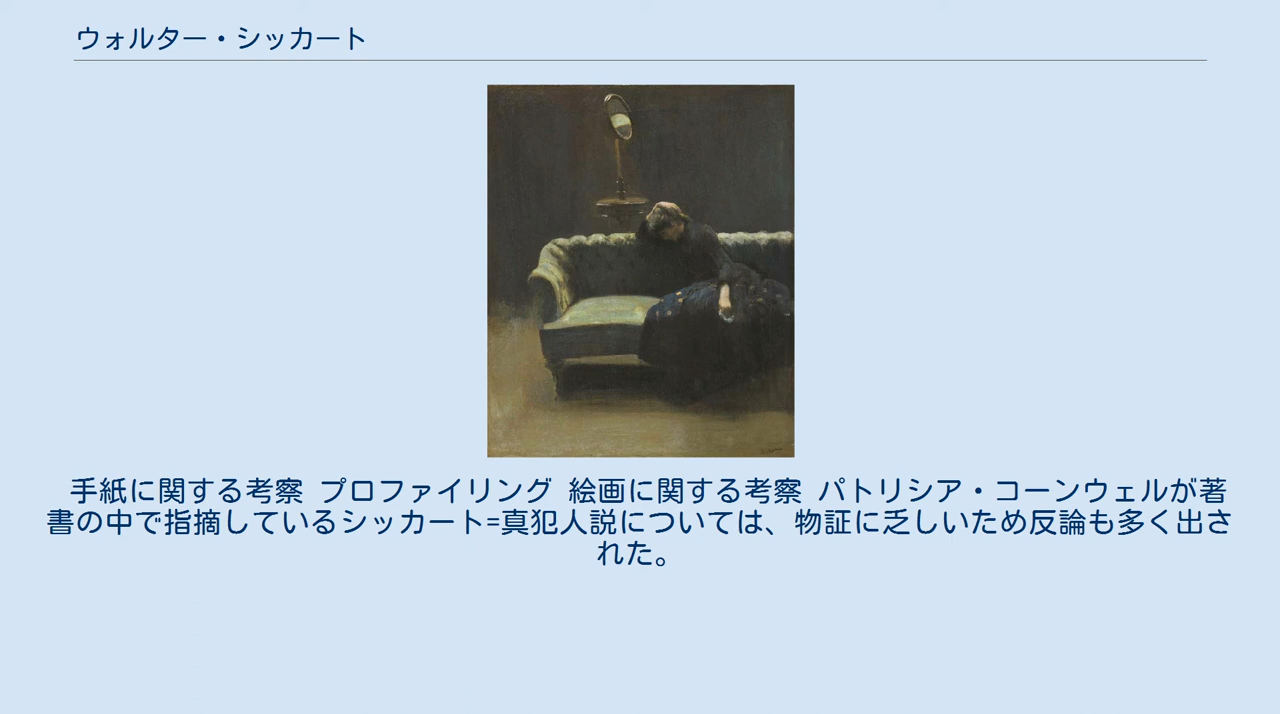 ウォルター・シッカート
手紙に関する考察 プロファイリング 絵画に関する考察 パトリシア・コーンウェルが著
書の中で指摘しているシッカート=真犯人説については、物証に乏しいため反論も多く出さ
れた。